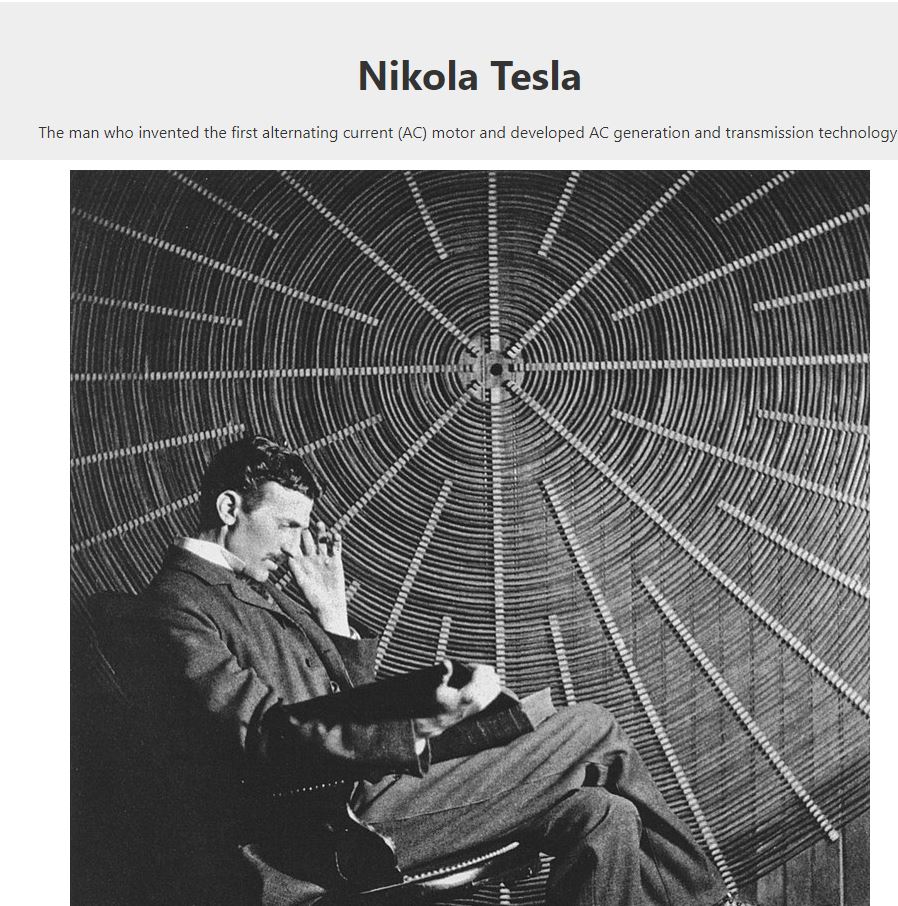 Nikola Tesla
The man who invented the first alternating current (AC) motor and developed AC generation and transmission technology